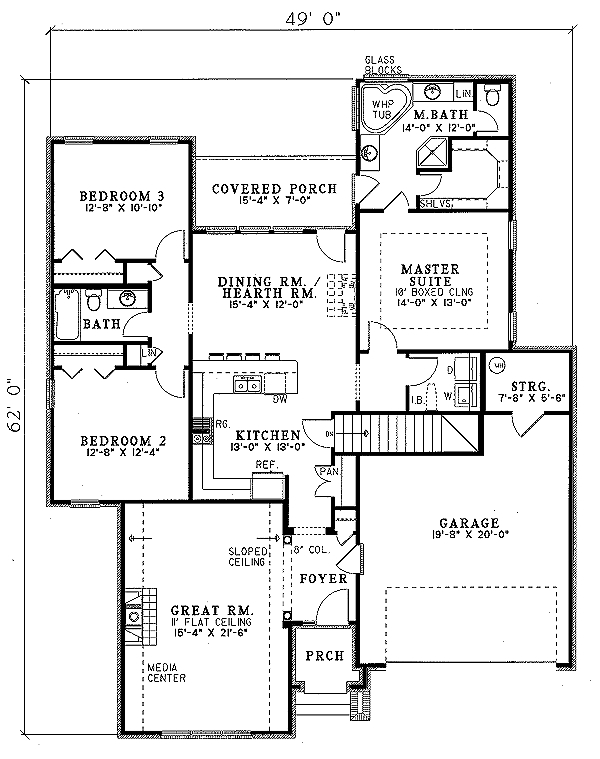 49' 0"
62' 0"
GLASS
BLOCKS
WHP
TUB
LIN.
M.BATH
14'-0" X 12'-0"
SHLVS.
BEDROOM 3
12'-8" X 10'-10"
COVERED PORCH
15'-4" X 7'-0"
DINING RM. /
HEARTH RM.
15'-4" X 12'-0"
MASTER
SUITE
10' BOXED CLNG
14'-0" X 13'-0"
BATH
LIN
D
W
I.B.
WH
STRG.
7'-8" X 5'-6"
DW
RG.
KITCHEN
13'-0" X 13'-0"
DN
REF.
PAN.
BEDROOM 2
12'-8" X 12'-4"
GARAGE
19'-8" X 20'-0"
SLOPED
CEILING
8" COL.
FOYER
GREAT RM.
11' FLAT CEILING
15'-4" X 21'-6"
MEDIA
CENTER
PRCH